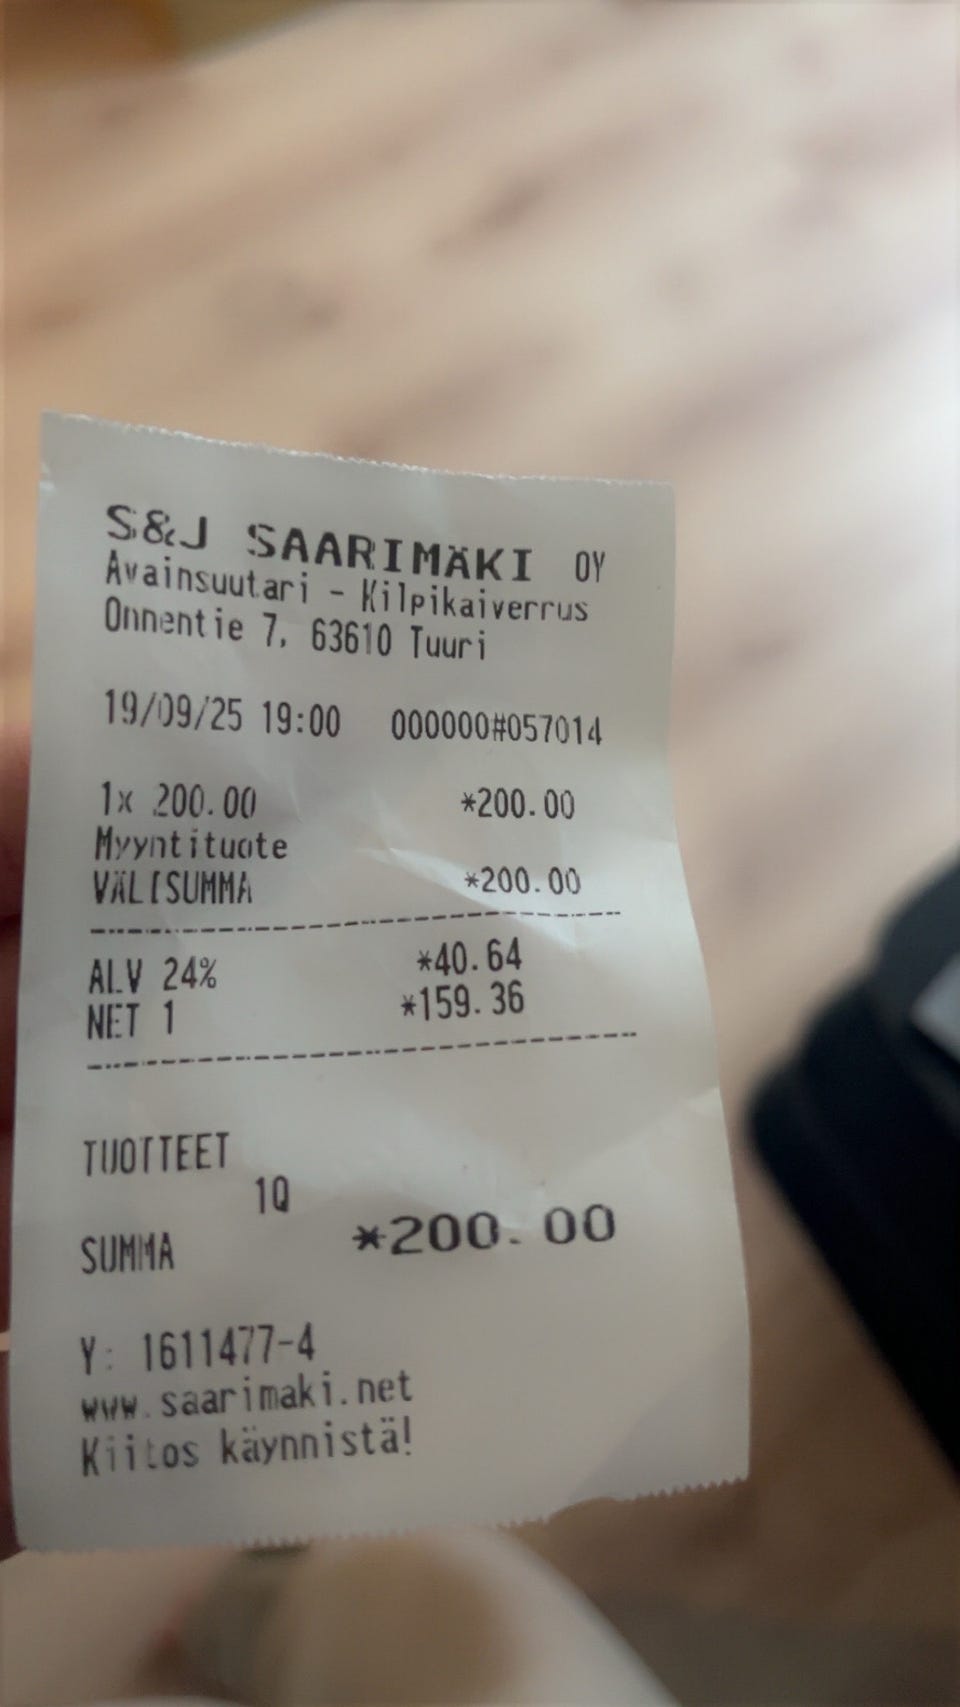 S&J SAARIMÄKI OY
Avainsuutari - Kilpikaiverrus
Onnentie 7, 63610 Tuuri
19/09/25 19:00 000000#057014
1x 200.00 *200.00
Myyntituote
VÄLISUMMA *200.00
ALV 24% *40.64
NET 1 *159.36
TUOTTEET
1Q
SUMMA *200.00
Y: 1611477-4
www.saarimaki.net
Kiitos käynnistä!